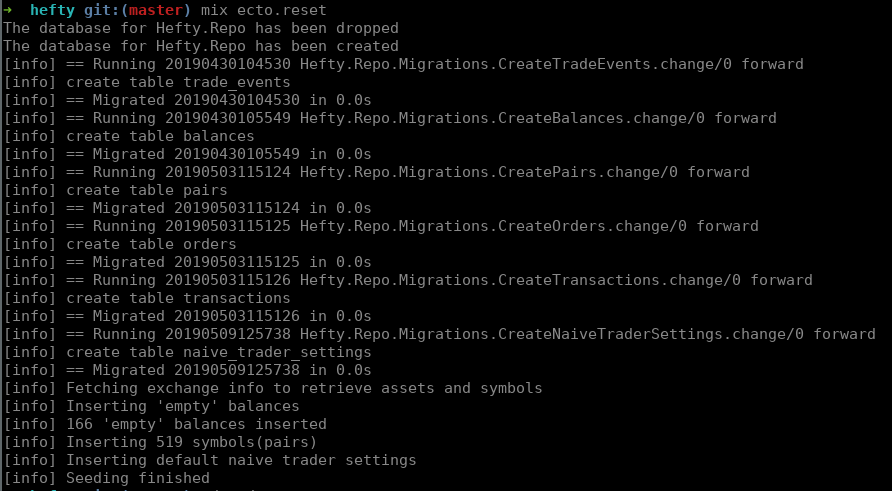 → hefty git:(master) mix ecto.reset
The database for Hefty.Repo has been dropped
The database for Hefty.Repo has been created
[info] == Running 20190430104530 Hefty.Repo.Migrations.CreateTradeEvents.change/0 forward
[info] create table trade_events
[info] == Migrated 20190430104530 in 0.0s
[info] == Running 20190430105549 Hefty.Repo.Migrations.CreateBalances.change/0 forward
[info] create table balances
[info] == Migrated 20190430105549 in 0.0s
[info] == Running 20190503115124 Hefty.Repo.Migrations.CreatePairs.change/0 forward
[info] create table pairs
[info] == Migrated 20190503115124 in 0.0s
[info] == Running 20190503115125 Hefty.Repo.Migrations.CreateOrders.change/0 forward
[info] create table orders
[info] == Migrated 20190503115125 in 0.0s
[info] == Running 20190503115126 Hefty.Repo.Migrations.CreateTransactions.change/0 forward
[info] create table transactions
[info] == Migrated 20190503115126 in 0.0s
[info] == Running 20190509125738 Hefty.Repo.Migrations.CreateNaiveTraderSettings.change/0 forward
[info] create table naive_trader_settings
[info] == Migrated 20190509125738 in 0.0s
[info] Fetching exchange info to retrieve assets and symbols
[info] Inserting 'empty' balances
[info] 166 'empty' balances inserted
[info] Inserting 519 symbols(pairs)
[info] Inserting default naive trader settings
[info] Seeding finished